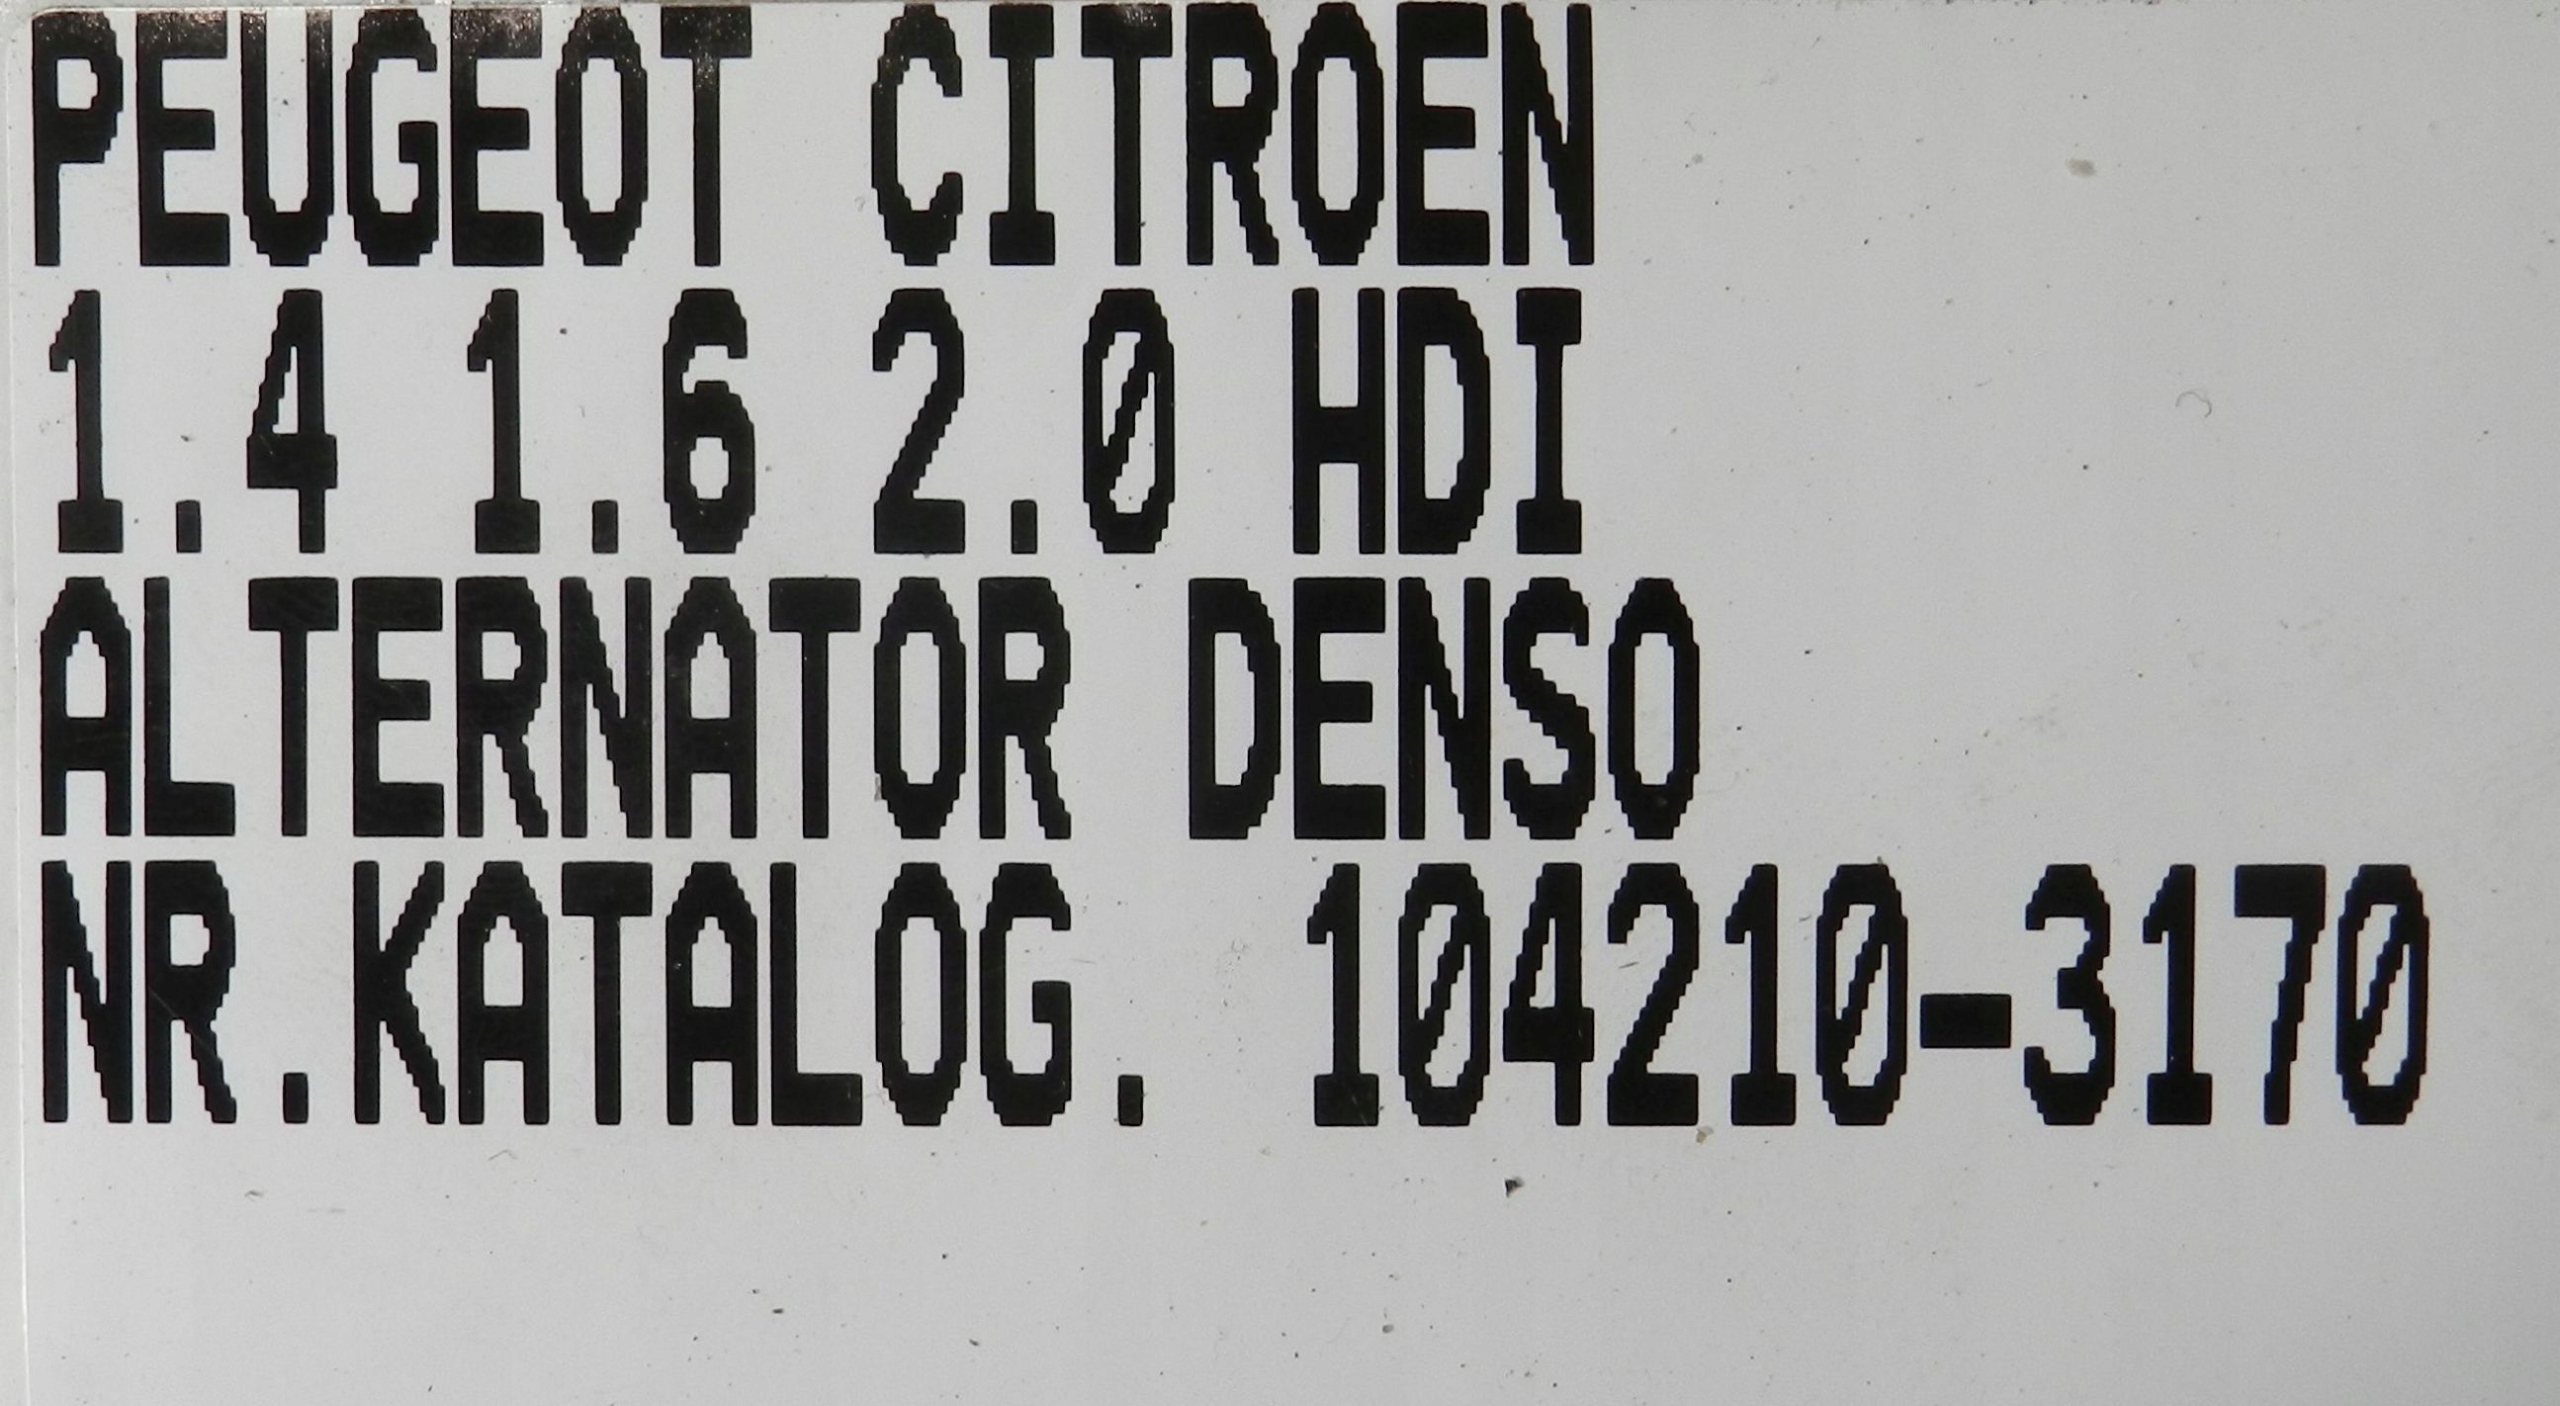 PEUGEOT CITROEN
1.4 1.6 2.0 HDI
ALTERNATOR DENSO
NR.KATALOG. 104210-3170